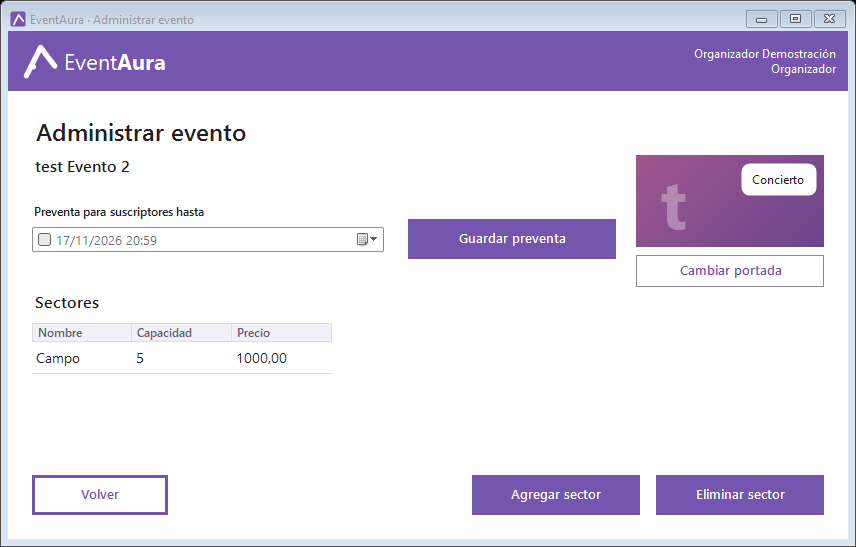 EventAura · Administrar evento
EventAura
Organizador Demostración
Organizador
Administrar evento
test Evento 2
Concierto
t
Preventa para suscriptores hasta
17/11/2026 20:59
Guardar preventa
Cambiar portada
Sectores
Nombre Capacidad Precio
Campo 5 1000,00
Volver
Agregar sector
Eliminar sector